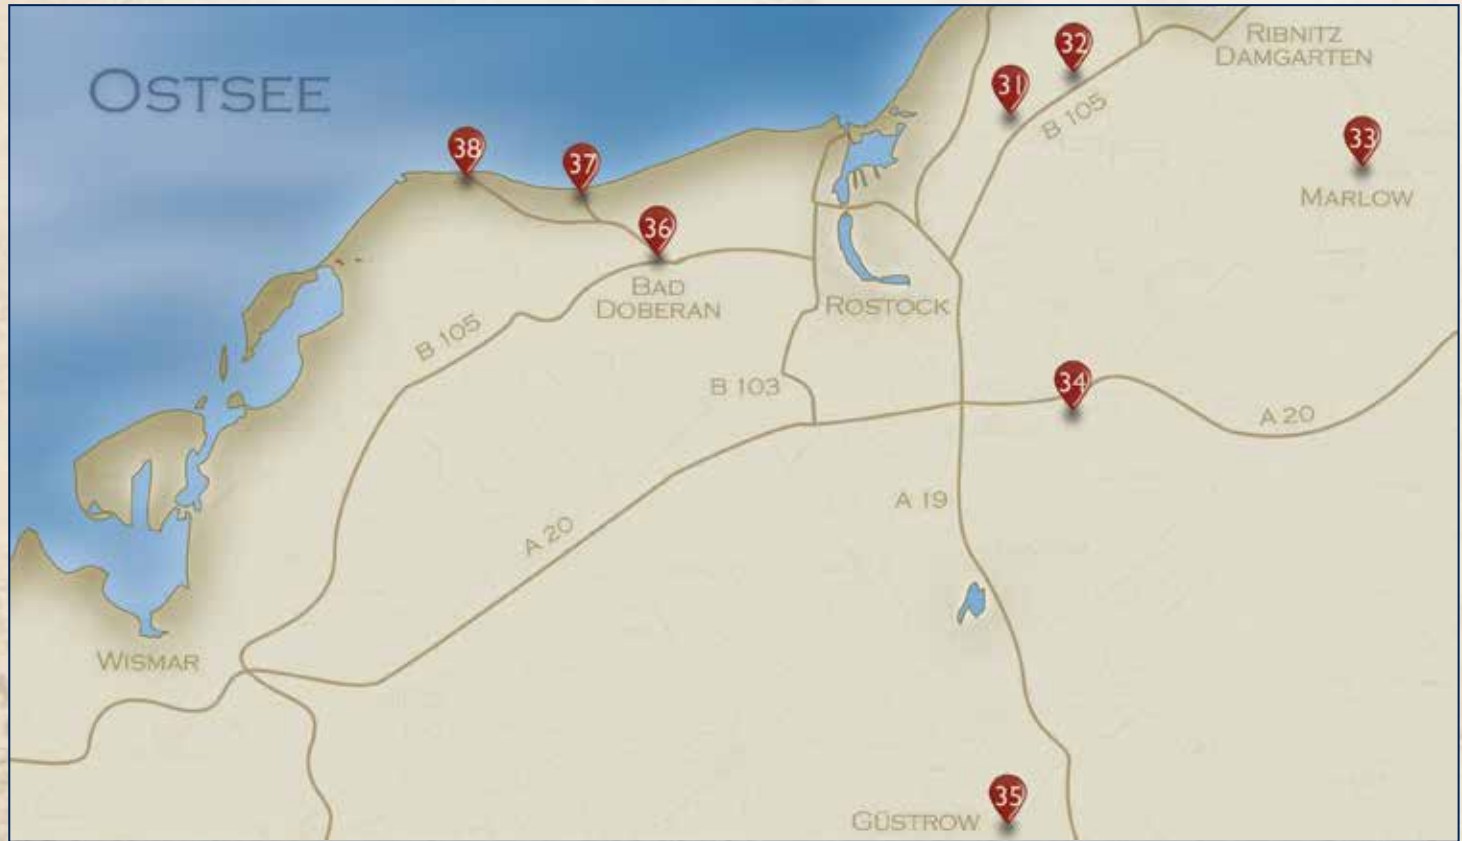 RIBNITZ
DAMGARTEN
32
OSTSEE
31
B 105
33
38
37
MARLOW
36
BAD
DOBERAN
ROSTOCK
B 105
34
B 103
A 20
A 19
A 20
WISMAR
35
GÜSTROW